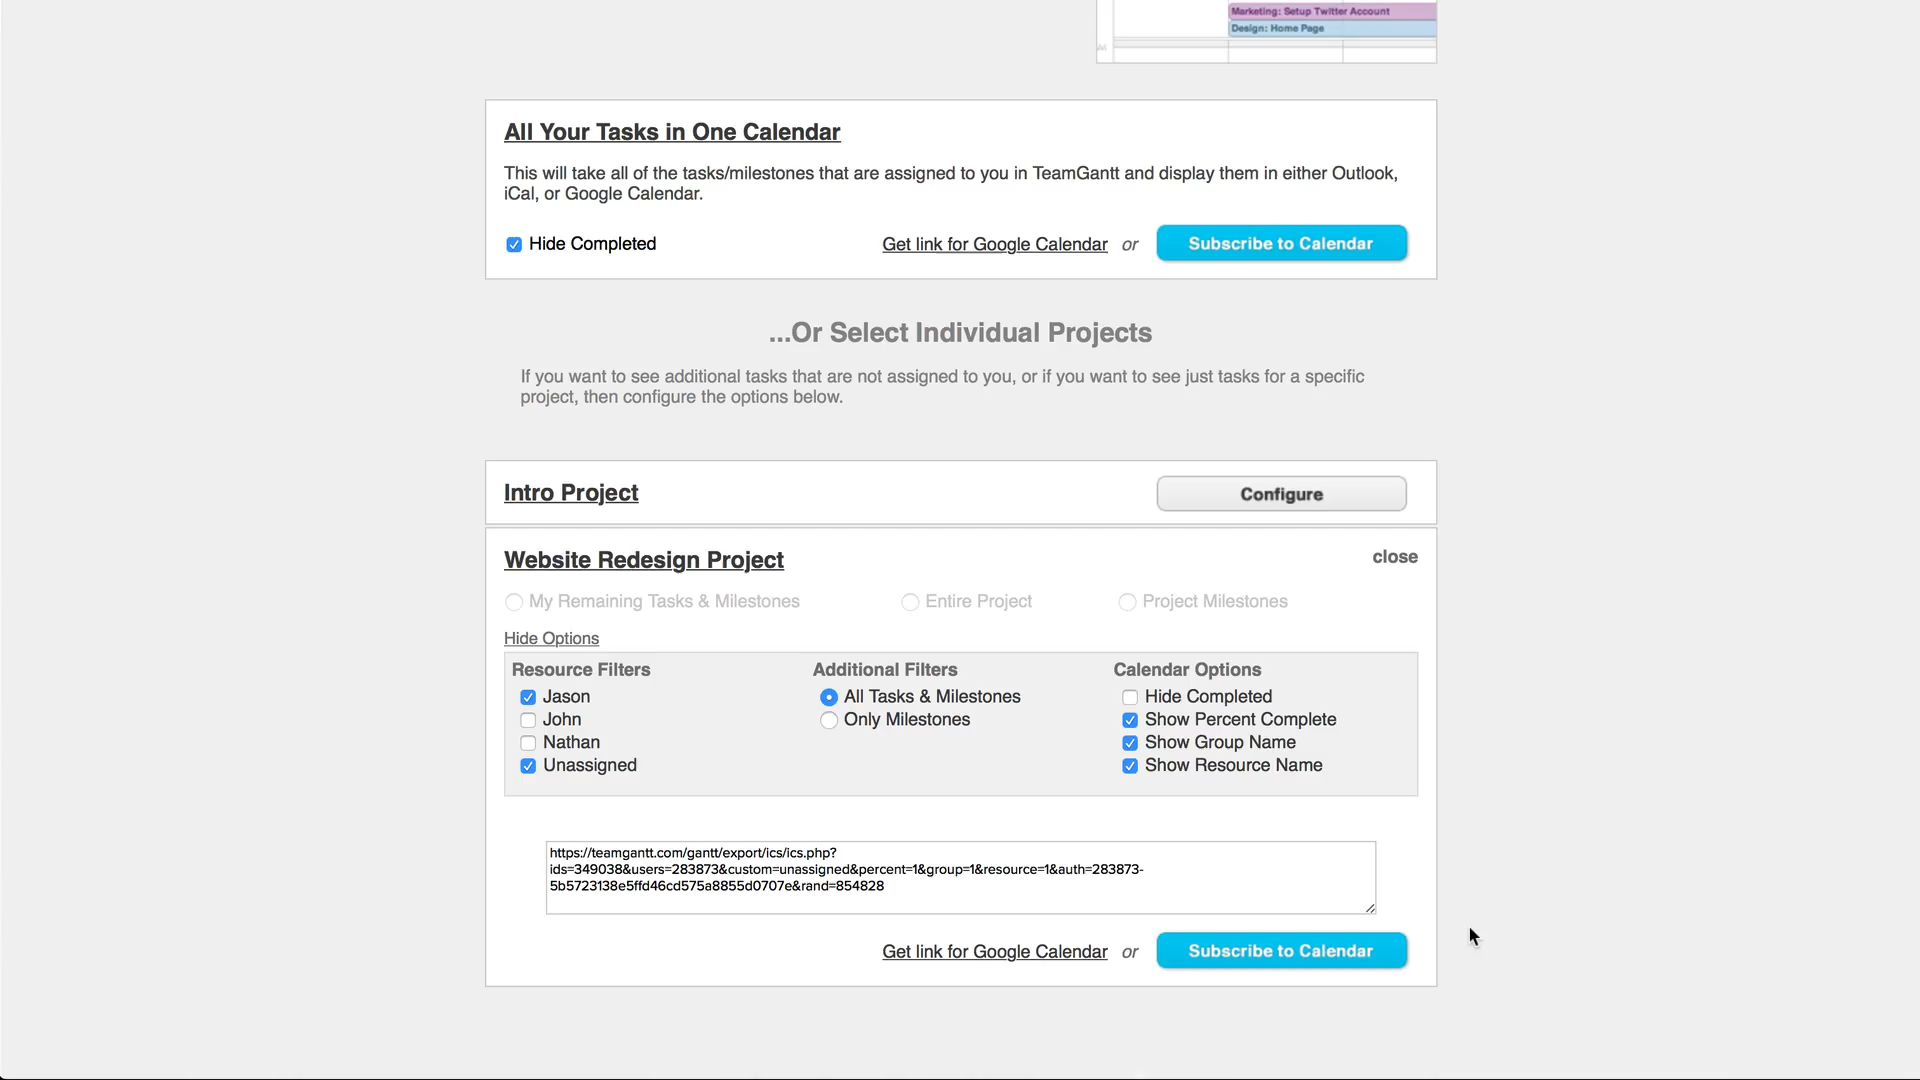 Marketing: Setup Twitter Account
Design: Home Page
All Your Tasks in One Calendar
This will take all of the tasks/milestones that are assigned to you in TeamGantt and display them in either Outlook,
iCal, or Google Calendar.
Hide Completed
Get link for Google Calendar or Subscribe to Calendar
...Or Select Individual Projects
If you want to see additional tasks that are not assigned to you, or if you want to see just tasks for a specific
project, then configure the options below.
Intro Project
Configure
Website Redesign Project
close
My Remaining Tasks & Milestones
Entire Project
Project Milestones
Hide Options
Resource Filters
Jason
John
Nathan
Unassigned
Additional Filters
All Tasks & Milestones
Only Milestones
Calendar Options
Hide Completed
Show Percent Complete
Show Group Name
Show Resource Name
https://teamgantt.com/gantt/export/ics/ics.php?
ids=349038&users=283873&custom=unassigned&percent=1&group=1&resource=1&auth=283873-
5b5723138e5ffd46cd575a8855d0707e&rand=854828
Get link for Google Calendar or Subscribe to Calendar